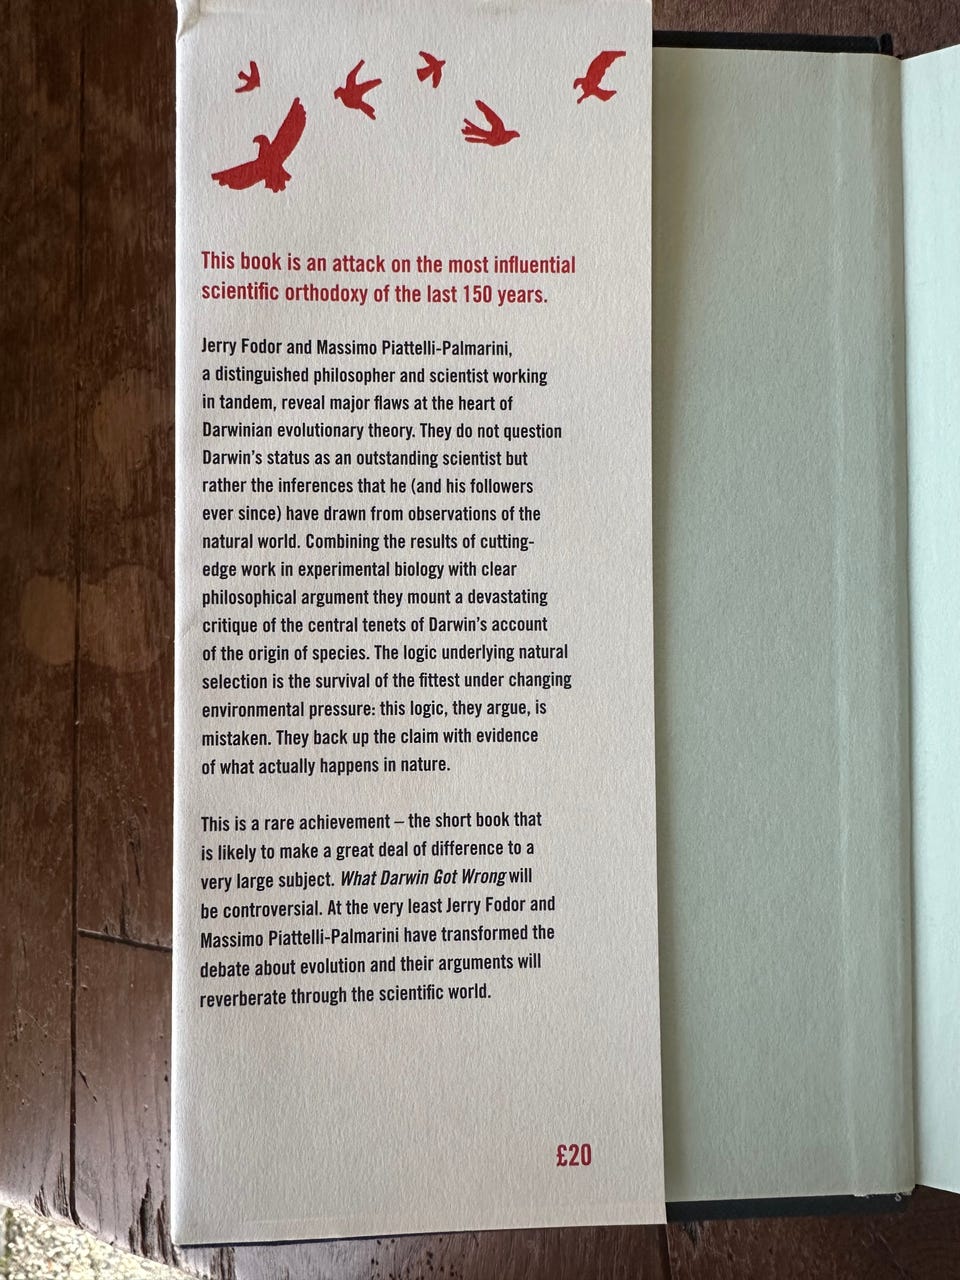 This book is an attack on the most influential
scientific orthodoxy of the last 150 years.
Jerry Fodor and Massimo Piattelli-Palmarini,
a distinguished philosopher and scientist working
in tandem, reveal major flaws at the heart of
Darwinian evolutionary theory. They do not question
Darwin's status as an outstanding scientist but
rather the inferences that he (and his followers
ever since) have drawn from observations of the
natural world. Combining the results of cutting-
edge work in experimental biology with clear
philosophical argument they mount a devastating
critique of the central tenets of Darwin's account
of the origin of species. The logic underlying natural
selection is the survival of the fittest under changing
environmental pressure: this logic, they argue, is
mistaken. They back up the claim with evidence
of what actually happens in nature.
This is a rare achievement – the short book that
is likely to make a great deal of difference to a
very large subject. What Darwin Got Wrong will
be controversial. At the very least Jerry Fodor and
Massimo Piattelli-Palmarini have transformed the
debate about evolution and their arguments will
reverberate through the scientific world.
£20